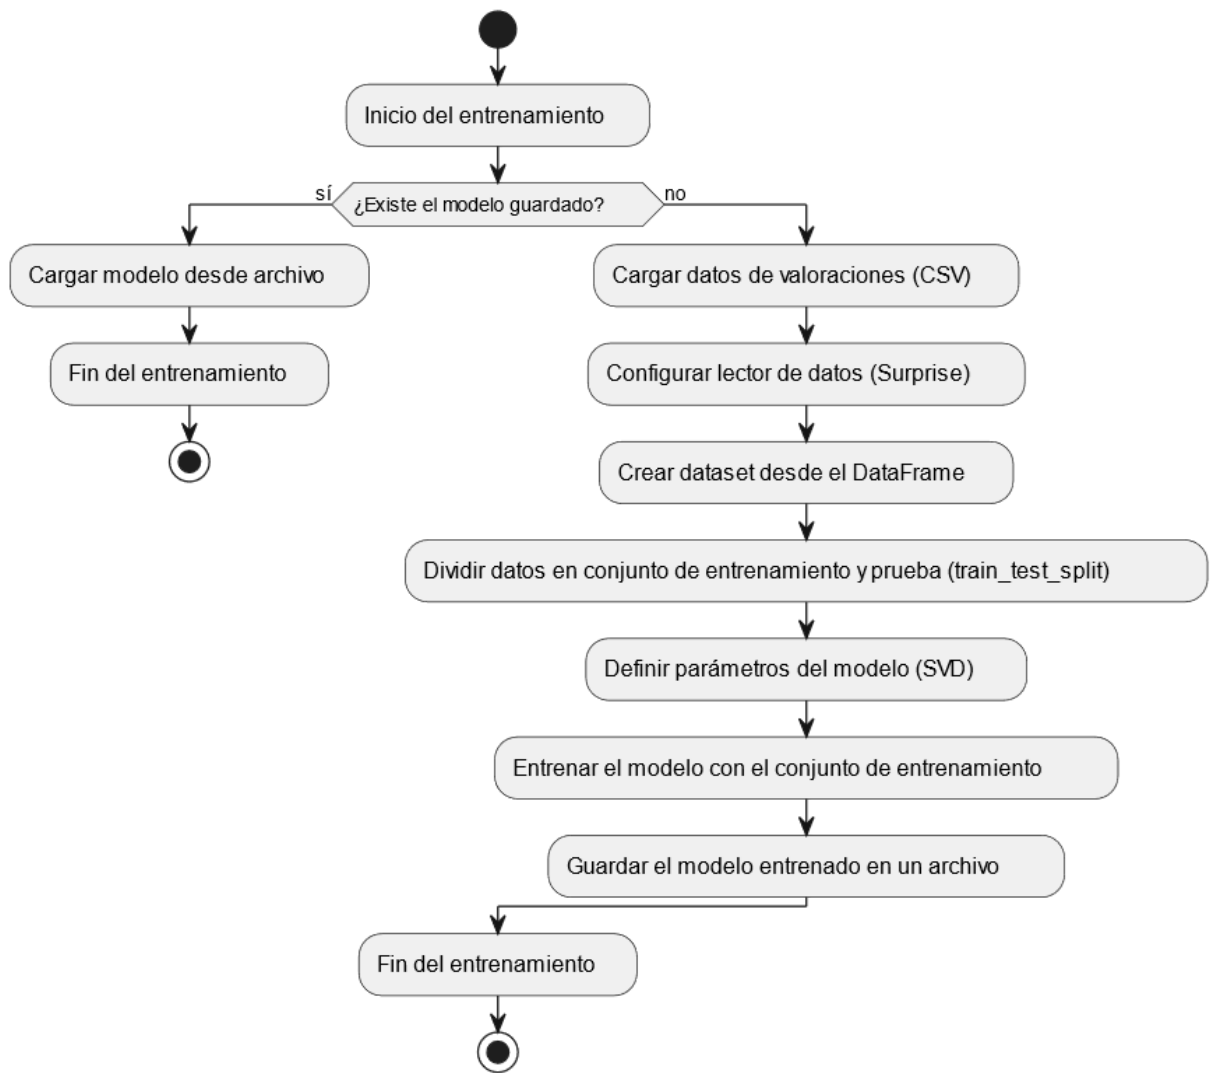 Inicio del entrenamiento
sí
¿Existe el modelo guardado?
no
Cargar modelo desde archivo
Fin del entrenamiento
Cargar datos de valoraciones (CSV)
Configurar lector de datos (Surprise)
Crear dataset desde el DataFrame
Dividir datos en conjunto de entrenamiento y prueba (train_test_split)
Definir parámetros del modelo (SVD)
Entrenar el modelo con el conjunto de entrenamiento
Guardar el modelo entrenado en un archivo
Fin del entrenamiento